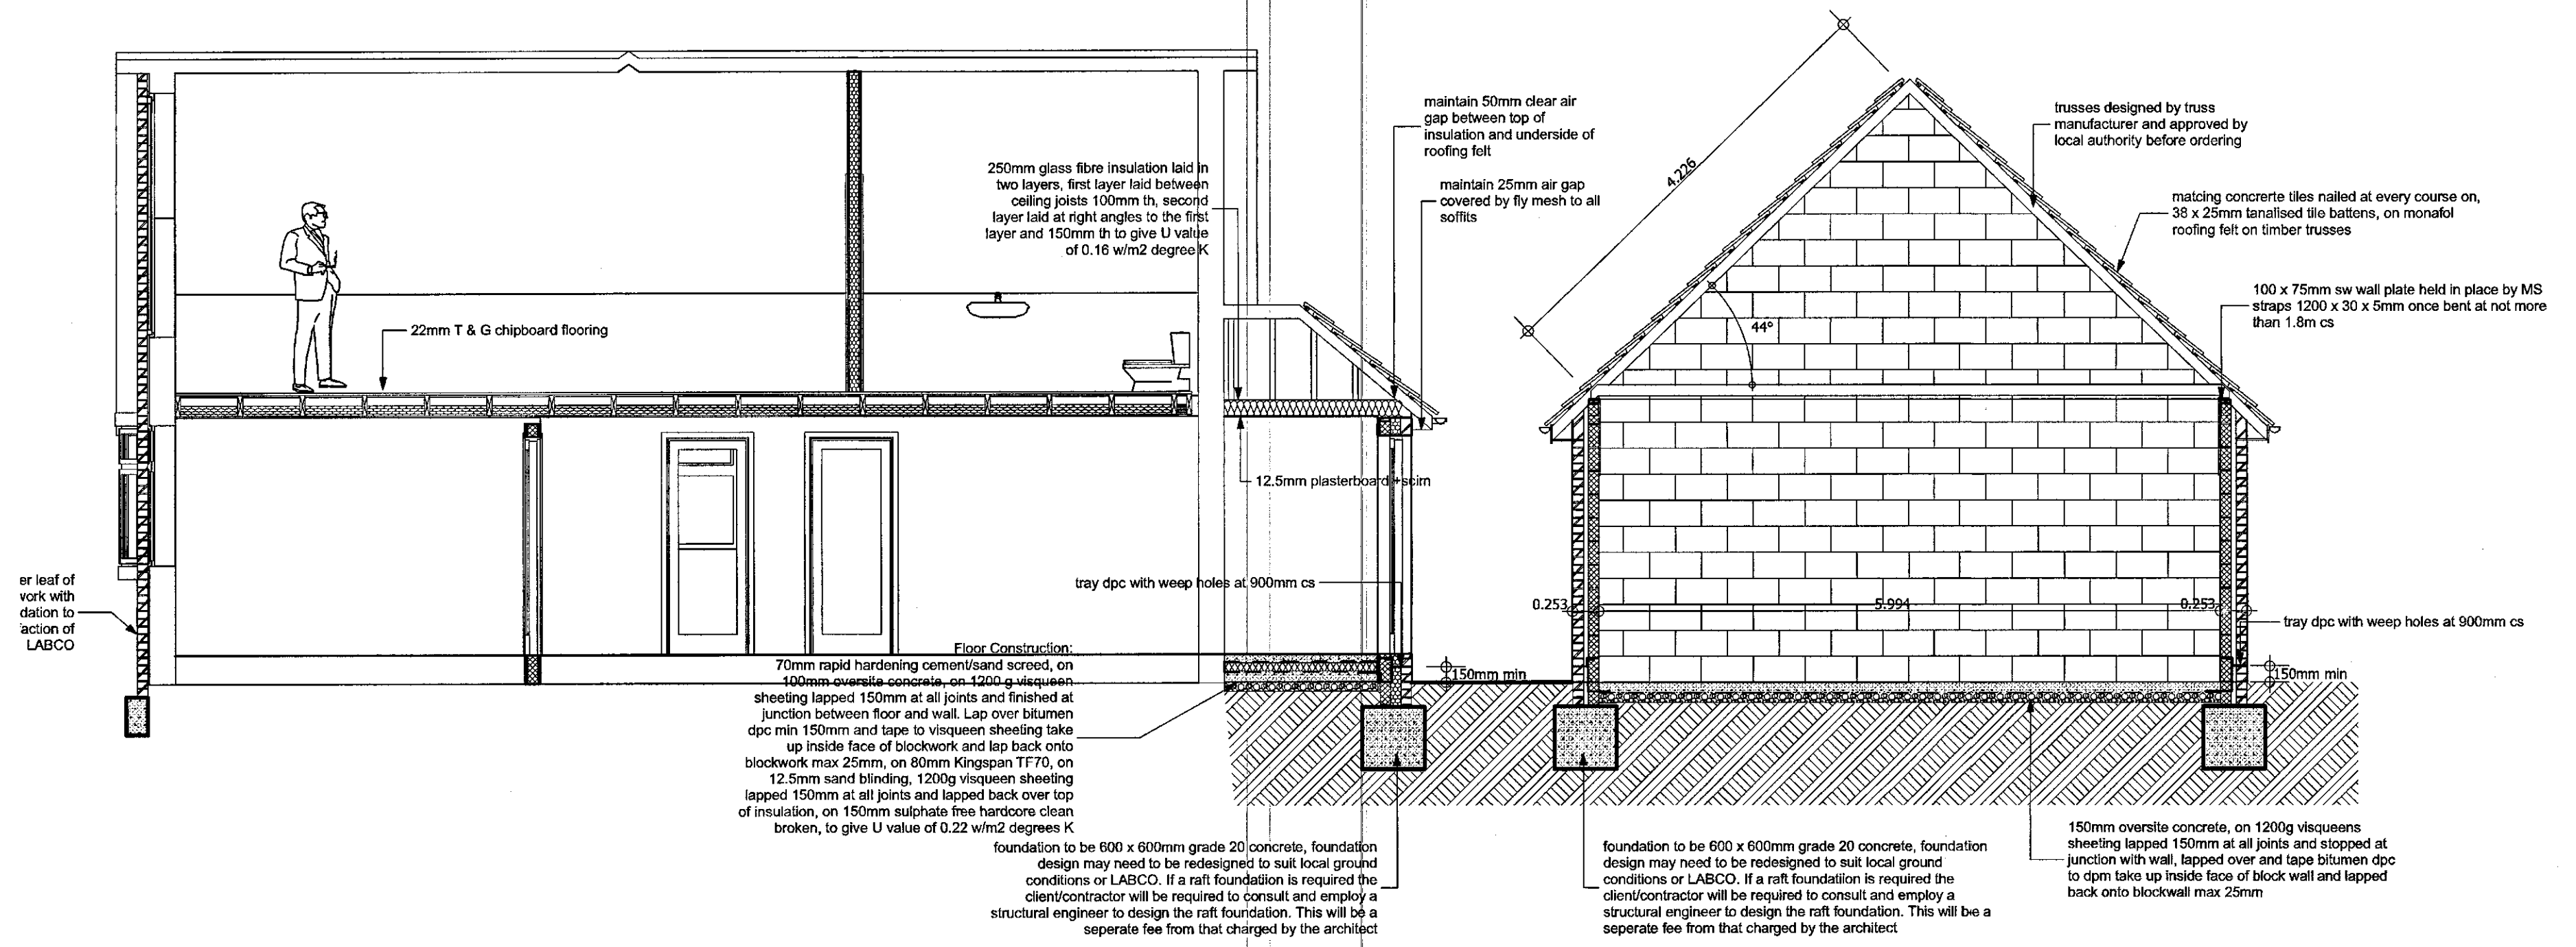 maintain 50mm clear air
gap between top of
insulation and underside of
roofing felt
trusses designed by truss
manufacturer and approved by
local authority before ordering
250mm glass fibre insulation laid in
two layers, first layer laid between
ceiling joists 100mm th, second
layer laid at right angles to the first
layer and 150mm th to give U value
of 0.16 w/m2 degree K
maintain 25mm air gap
covered by fly mesh to all
soffits
4.226
matcing concrerte tiles nailed at every course on,
38 x 25mm tanalised tile battens, on monafol
roofing felt on timber trusses
100 x 75mm sw wall plate held in place by MS
straps 1200 x 30 x 5mm once bent at not more
than 1.8m cs
44°
22mm T & G chipboard flooring
12.5mm plasterboard +scim
er leaf of
vork with
dation to
action of
LABCO
tray dpc with weep holes at 900mm cs
0.253
5.994
0.253
tray dpc with weep holes at 900mm cs
150mm min
150mm min
Floor Construction:
70mm rapid hardening cement/sand screed, on
100mm oversite concrete, on 1200 g visqueen
sheeting lapped 150mm at all joints and finished at
junction between floor and wall. Lap over bitumen
dpc min 150mm and tape to visqueen sheeting take
up inside face of blockwork and lap back onto
blockwork max 25mm, on 80mm Kingspan TF70, on
12.5mm sand blinding, 1200g visqueen sheeting
lapped 150mm at all joints and lapped back over top
of insulation, on 150mm sulphate free hardcore clean
broken, to give U value of 0.22 w/m2 degrees K
foundation to be 600 x 600mm grade 20 concrete, foundation
design may need to be redesigned to suit local ground
conditions or LABCO. If a raft foundatiion is required the
client/contractor will be required to consult and employ a
structural engineer to design the raft foundation. This will be a
seperate fee from that charged by the architect
foundation to be 600 x 600mm grade 20 concrete, foundation
design may need to be redesigned to suit local ground
conditions or LABCO. If a raft foundatiion is required the
client/contractor will be required to consult and employ a
structural engineer to design the raft foundation. This will be a
seperate fee from that charged by the architect
150mm oversite concrete, on 1200g visqueens
sheeting lapped 150mm at all joints and stopped at
junction with wall, lapped over and tape bitumen dpc
to dpm take up inside face of block wall and lapped
back onto blockwall max 25mm